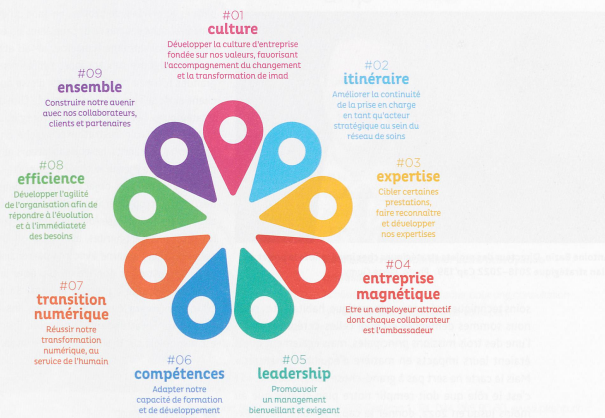 #01
culture
Développer la culture d'entreprise
fondée sur nos valeurs, favorisant
l'accompagnement du changement
et la transformation de imad
#02
itinéraire
Améliorer la continuité
de la prise en charge
en tant qu'acteur
stratégique au sein du
réseau de soins
#03
expertise
Cibler certaines
prestations,
faire reconnaître
et développer
nos expertises
#04
entreprise
magnétique
Etre un employeur attractif
dont chaque collaborateur
est l'ambassadeur
#05
leadership
Promouvoir
un management
bienveillant et exigeant
#06
compétences
Adapter notre
capacité de formation
et de développement
#07
transition
numérique
Réussir notre
transformation
numérique, au
service de l'humain
#08
efficience
Développer l'agilité
de l'organisation afin de
répondre à l'évolution
et à l'immédiateté
des besoins
#09
ensemble
Construire notre avenir
avec nos collaborateurs,
clients et partenaires